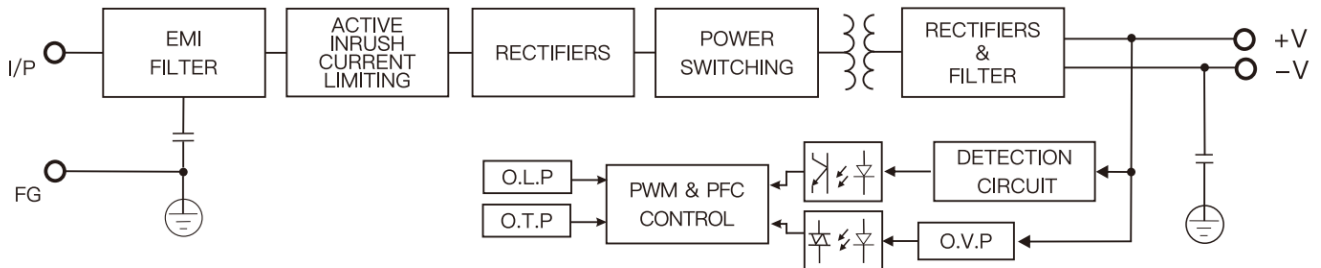 I/P
EMI
FILTER
ACTIVE
INRUSH
CURRENT
LIMITING
RECTIFIERS
POWER
SWITCHING
RECTIFIERS
&
FILTER
+V
−V
FG
O.L.P
O.T.P
PWM & PFC
CONTROL
DETECTION
CIRCUIT
O.V.P